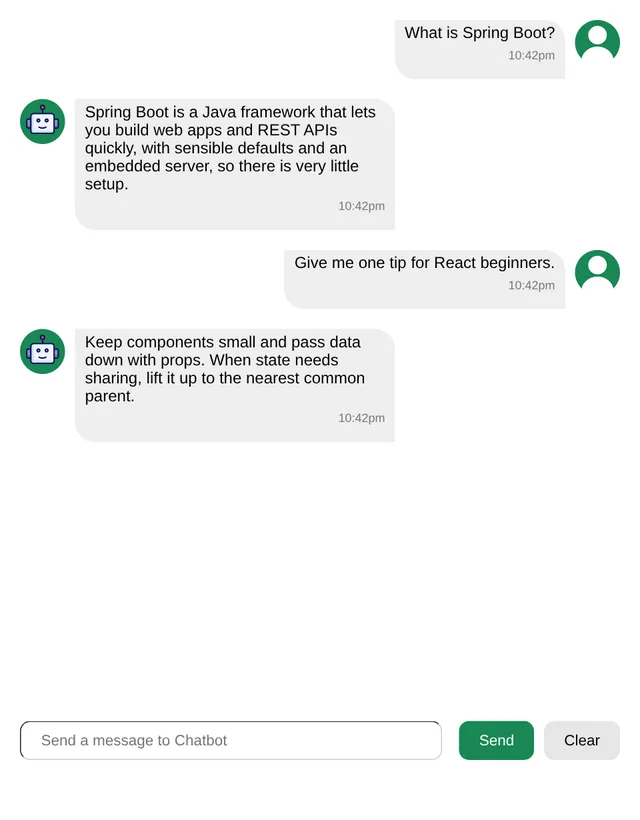 What is Spring Boot?
10:42pm
Spring Boot is a Java framework that lets
you build web apps and REST APIs
quickly, with sensible defaults and an
embedded server, so there is very little
setup.
10:42pm
Give me one tip for React beginners.
10:42pm
Keep components small and pass data
down with props. When state needs
sharing, lift it up to the nearest common
parent.
10:42pm
Send a message to Chatbot
Send
Clear